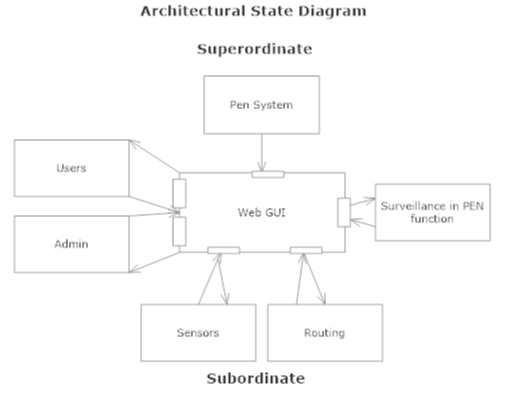 Architectural State Diagram
Superordinate
Pen System
Users
Web GUI
Surveillance in PEN
function
Admin
Sensors
Routing
Subordinate